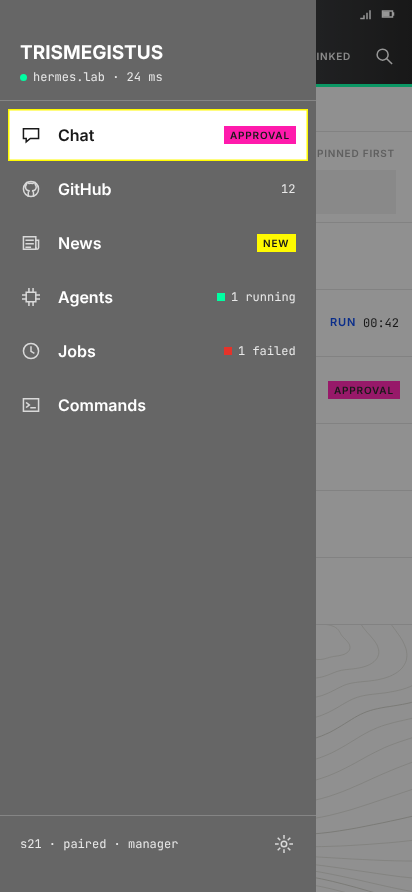 TRISMEGISTUS
hermes.lab · 24 ms
INKED
Chat APPROVAL
PINNED FIRST
GitHub 12
News NEW
Agents 1 running
RUN 00:42
Jobs 1 failed
APPROVAL
Commands
s21 · paired · manager